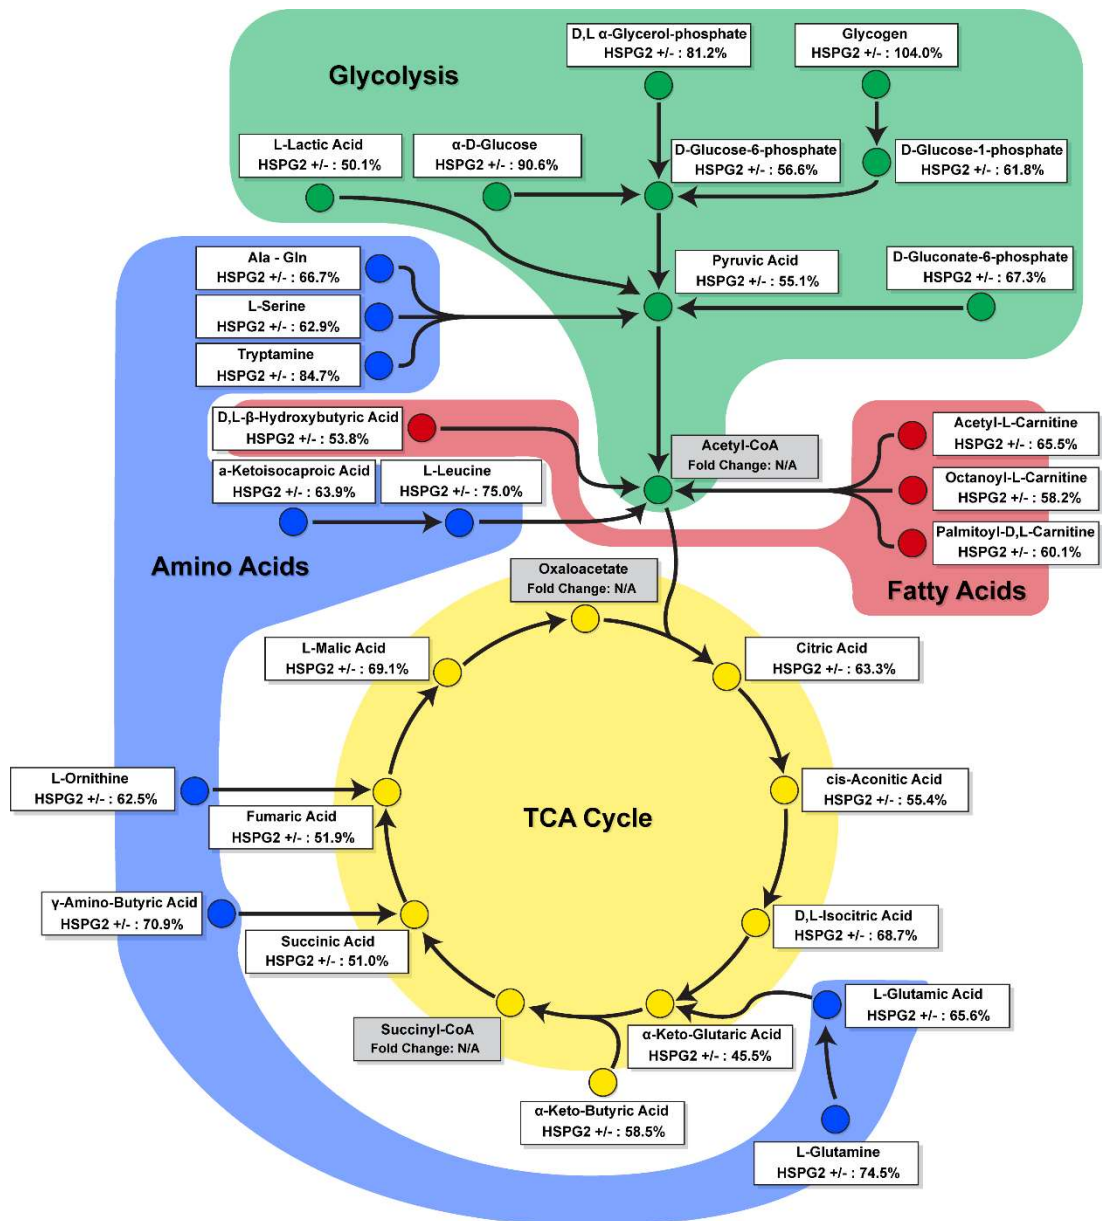 D,L α-Glycerol-phosphate
HSPG2 +/- : 81.2%
Glycogen
HSPG2 +/- : 104.0%
Glycolysis
L-Lactic Acid
HSPG2 +/- : 50.1%
α-D-Glucose
HSPG2 +/- : 90.6%
D-Glucose-6-phosphate
HSPG2 +/- : 56.6%
D-Glucose-1-phosphate
HSPG2 +/- : 61.8%
Ala - Gln
HSPG2 +/- : 66.7%
Pyruvic Acid
HSPG2 +/- : 55.1%
D-Gluconate-6-phosphate
HSPG2 +/- : 67.3%
L-Serine
HSPG2 +/- : 62.9%
Tryptamine
HSPG2 +/- : 84.7%
D,L-β-Hydroxybutyric Acid
HSPG2 +/- : 53.8%
Acetyl-CoA
Fold Change: N/A
Acetyl-L-Carnitine
HSPG2 +/- : 65.5%
a-Ketoisocaproic Acid
HSPG2 +/- : 63.9%
L-Leucine
HSPG2 +/- : 75.0%
Octanoyl-L-Carnitine
HSPG2 +/- : 58.2%
Palmitoyl-D,L-Carnitine
HSPG2 +/- : 60.1%
Amino Acids
Fatty Acids
Oxaloacetate
Fold Change: N/A
L-Malic Acid
HSPG2 +/- : 69.1%
Citric Acid
HSPG2 +/- : 63.3%
L-Ornithine
HSPG2 +/- : 62.5%
cis-Aconitic Acid
HSPG2 +/- : 55.4%
Fumaric Acid
HSPG2 +/- : 51.9%
TCA Cycle
γ-Amino-Butyric Acid
HSPG2 +/- : 70.9%
D,L-Isocitric Acid
HSPG2 +/- : 68.7%
Succinic Acid
HSPG2 +/- : 51.0%
L-Glutamic Acid
HSPG2 +/- : 65.6%
Succinyl-CoA
Fold Change: N/A
α-Keto-Glutaric Acid
HSPG2 +/- : 45.5%
α-Keto-Butyric Acid
HSPG2 +/- : 58.5%
L-Glutamine
HSPG2 +/- : 74.5%